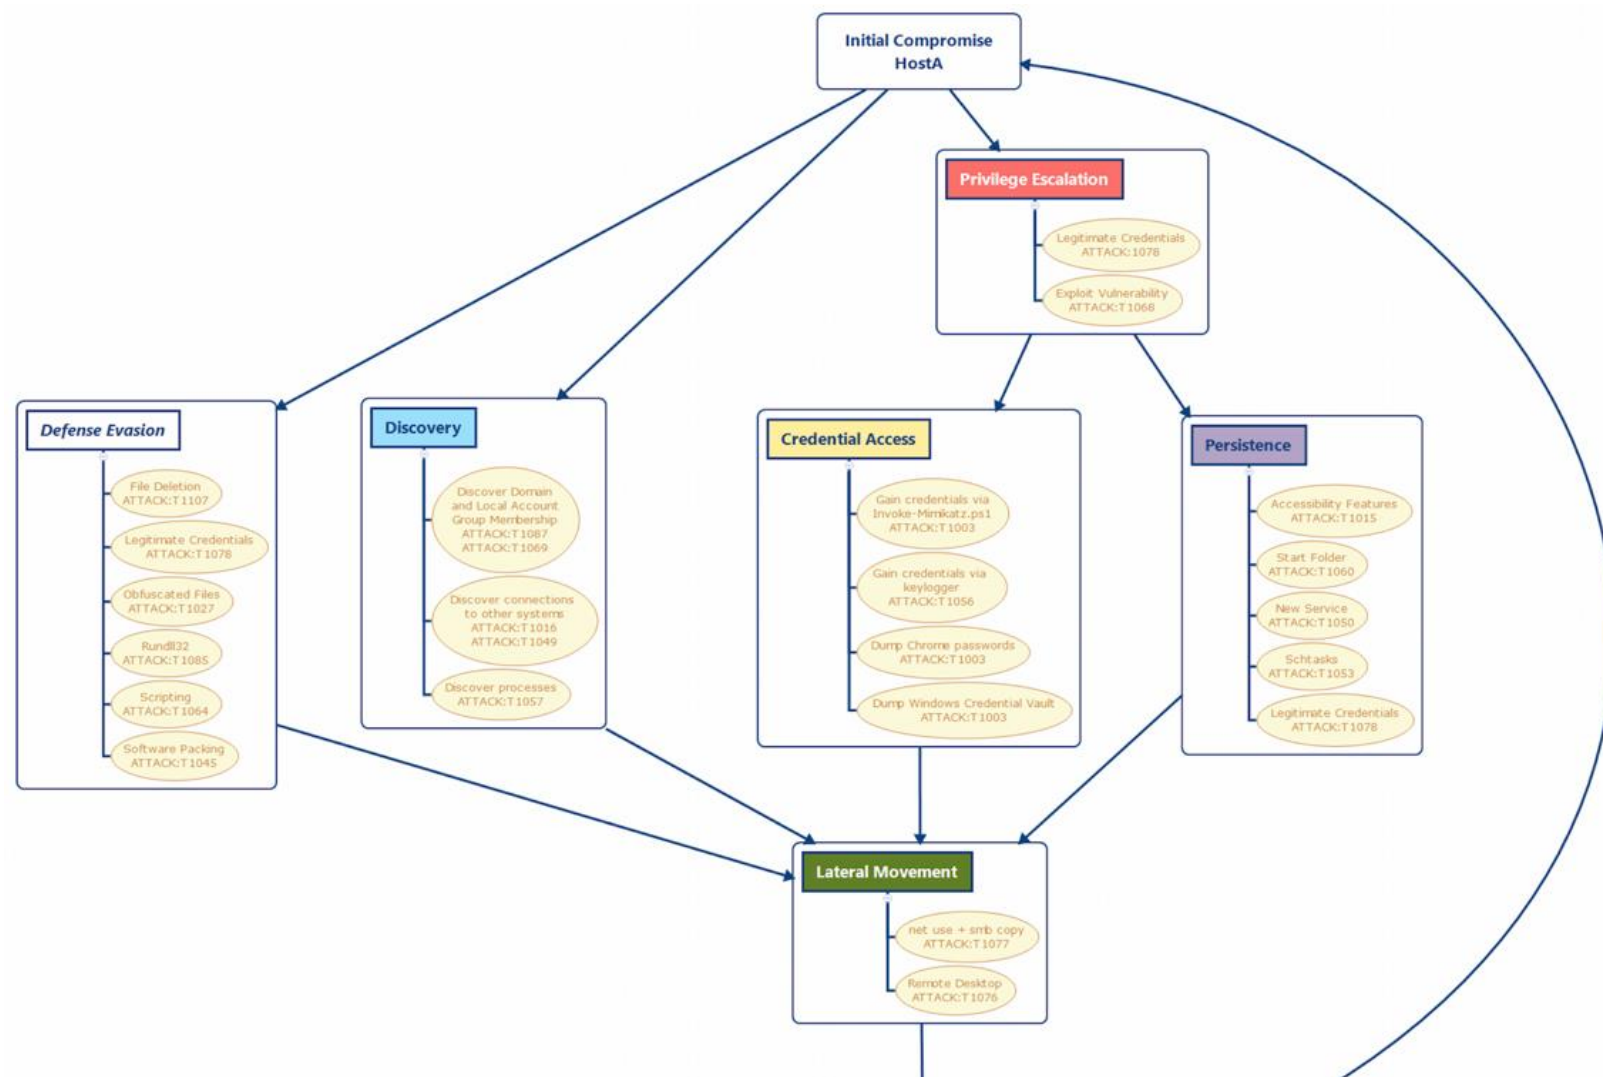 Initial Compromise
HostA
Privilege Escalation
Legitimate Credentials
ATTACK:1078
Exploit Vulnerability
ATTACK:T1068
Defense Evasion
File Deletion
ATTACK:T1107
Legitimate Credentials
ATTACK:T1078
Obfuscated Files
ATTACK:T1027
Rundll32
ATTACK:T1085
Scripting
ATTACK:T1064
Software Packing
ATTACK:T1045
Discovery
Discover Domain
and Local Account
Group Membership
ATTACK:T1087
ATTACK:T1069
Discover connections
to other systems
ATTACK:T1016
ATTACK:T1049
Discover processes
ATTACK:T1057
Credential Access
Gain credentials via
Invoke-Mimikatz.ps1
ATTACK:T1003
Gain credentials via
keylogger
ATTACK:T1056
Dump Chrome passwords
ATTACK:T1003
Dump Windows Credential Vault
ATTACK:T1003
Persistence
Accessibility Features
ATTACK:T1015
Start Folder
ATTACK:T1060
New Service
ATTACK:T1050
Schtasks
ATTACK:T1053
Legitimate Credentials
ATTACK:T1078
Lateral Movement
net use + smb copy
ATTACK:T1077
Remote Desktop
ATTACK:T1076